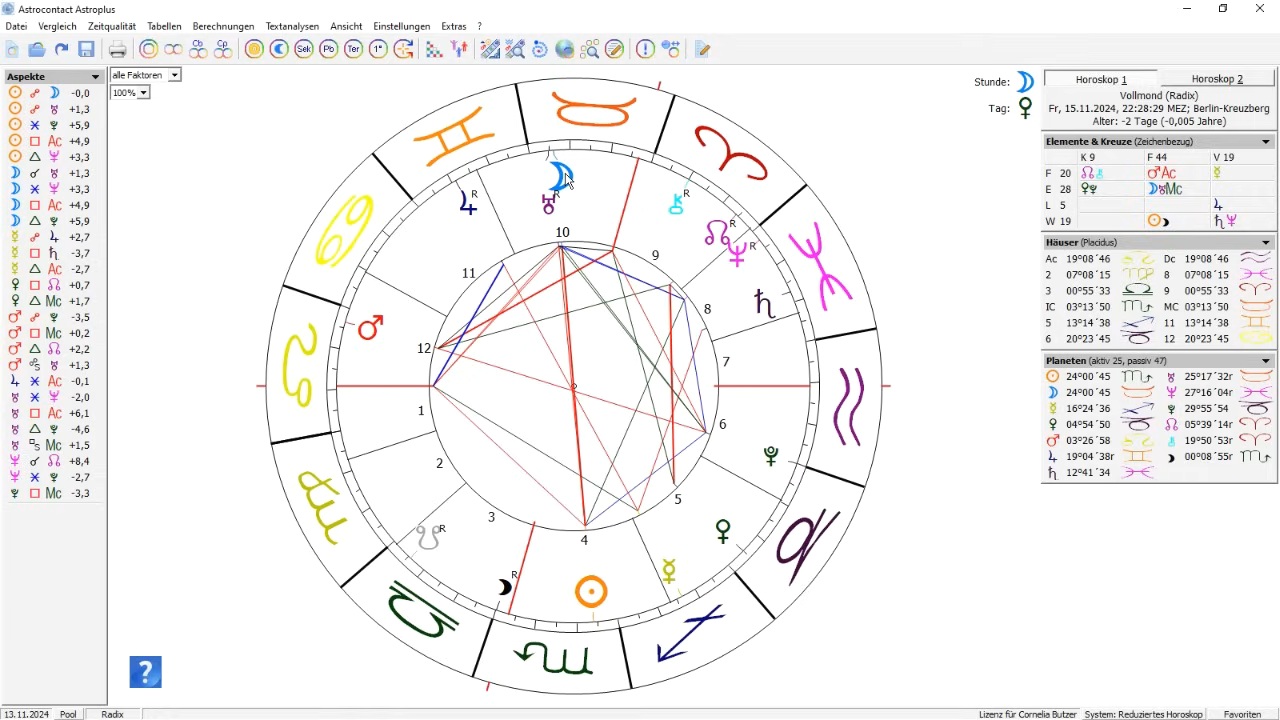 Astrocontact Astroplus
Datei Vergleich Zeitqualität Tabellen Berechnungen Textanalysen Ansicht Einstellungen Extras ?
Cb Cp Sek Pb Ter 1°
Aspekte
alle Faktoren
100%
-0,0
+1,3
+5,9
Ac +4,9
+3,3
+1,3
+3,3
Ac +4,9
+5,9
+2,7
-3,7
Ac -2,7
+0,7
Mc +1,7
-3,5
Mc +0,2
+2,2
+1,3
Ac -0,1
-2,0
Ac +6,1
-4,6
Mc +1,5
+8,4
-2,7
Mc -3,3
Stunde:
Tag:
R
R
R
R
R
R
R
10
9
11
8
12
7
1
6
2
5
3
4
?
Horoskop 1 Horoskop 2
Vollmond (Radix)
Fr, 15.11.2024, 22:28:29 MEZ; Berlin-Kreuzberg
Alter: -2 Tage (-0,005 Jahre)
Elemente & Kreuze (Zeichenbezug)
K 9 F 44 V 19
F 20 Ac
E 28 Mc
L 5
W 19
Häuser (Placidus)
Ac 19°08´46 Dc 19°08´46
2 07°08´15 8 07°08´15
3 00°55´33 9 00°55´33
IC 03°13´50 MC 03°13´50
5 13°14´38 11 13°14´38
6 20°23´45 12 20°23´45
Planeten (aktiv 25, passiv 47)
24°00´45 25°17´32r
24°00´45 27°16´04r
16°24´36 29°55´54
04°54´50 05°39´14r
03°26´58 19°50´53r
19°04´38r 00°08´55r
12°41´34
13.11.2024 Pool Radix Lizenz für Cornelia Butzer System: Reduziertes Horoskop Favoriten